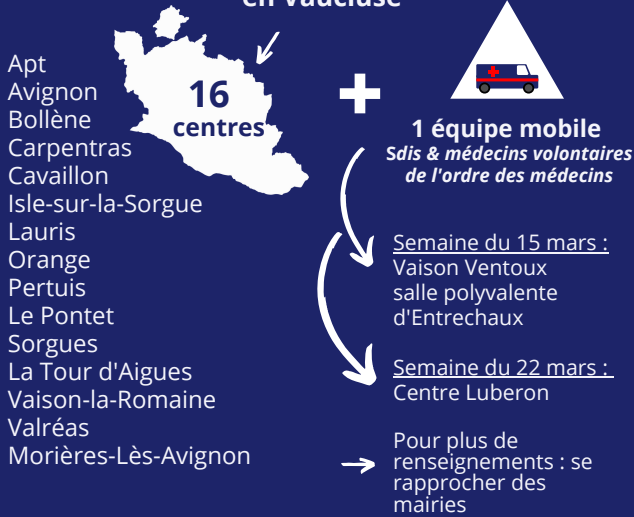 en Vaucluse
Apt
Avignon
Bollène
Carpentras
Cavaillon
Isle-sur-la-Sorgue
Lauris
Orange
Pertuis
Le Pontet
Sorgues
La Tour d'Aigues
Vaison-la-Romaine
Valréas
Morières-Lès-Avignon
16
centres
1 équipe mobile
Sdis & médecins volontaires
de l'ordre des médecins
Semaine du 15 mars :
Vaison Ventoux
salle polyvalente
d'Entrechaux
Semaine du 22 mars :
Centre Luberon
Pour plus de
renseignements : se
rapprocher des
mairies